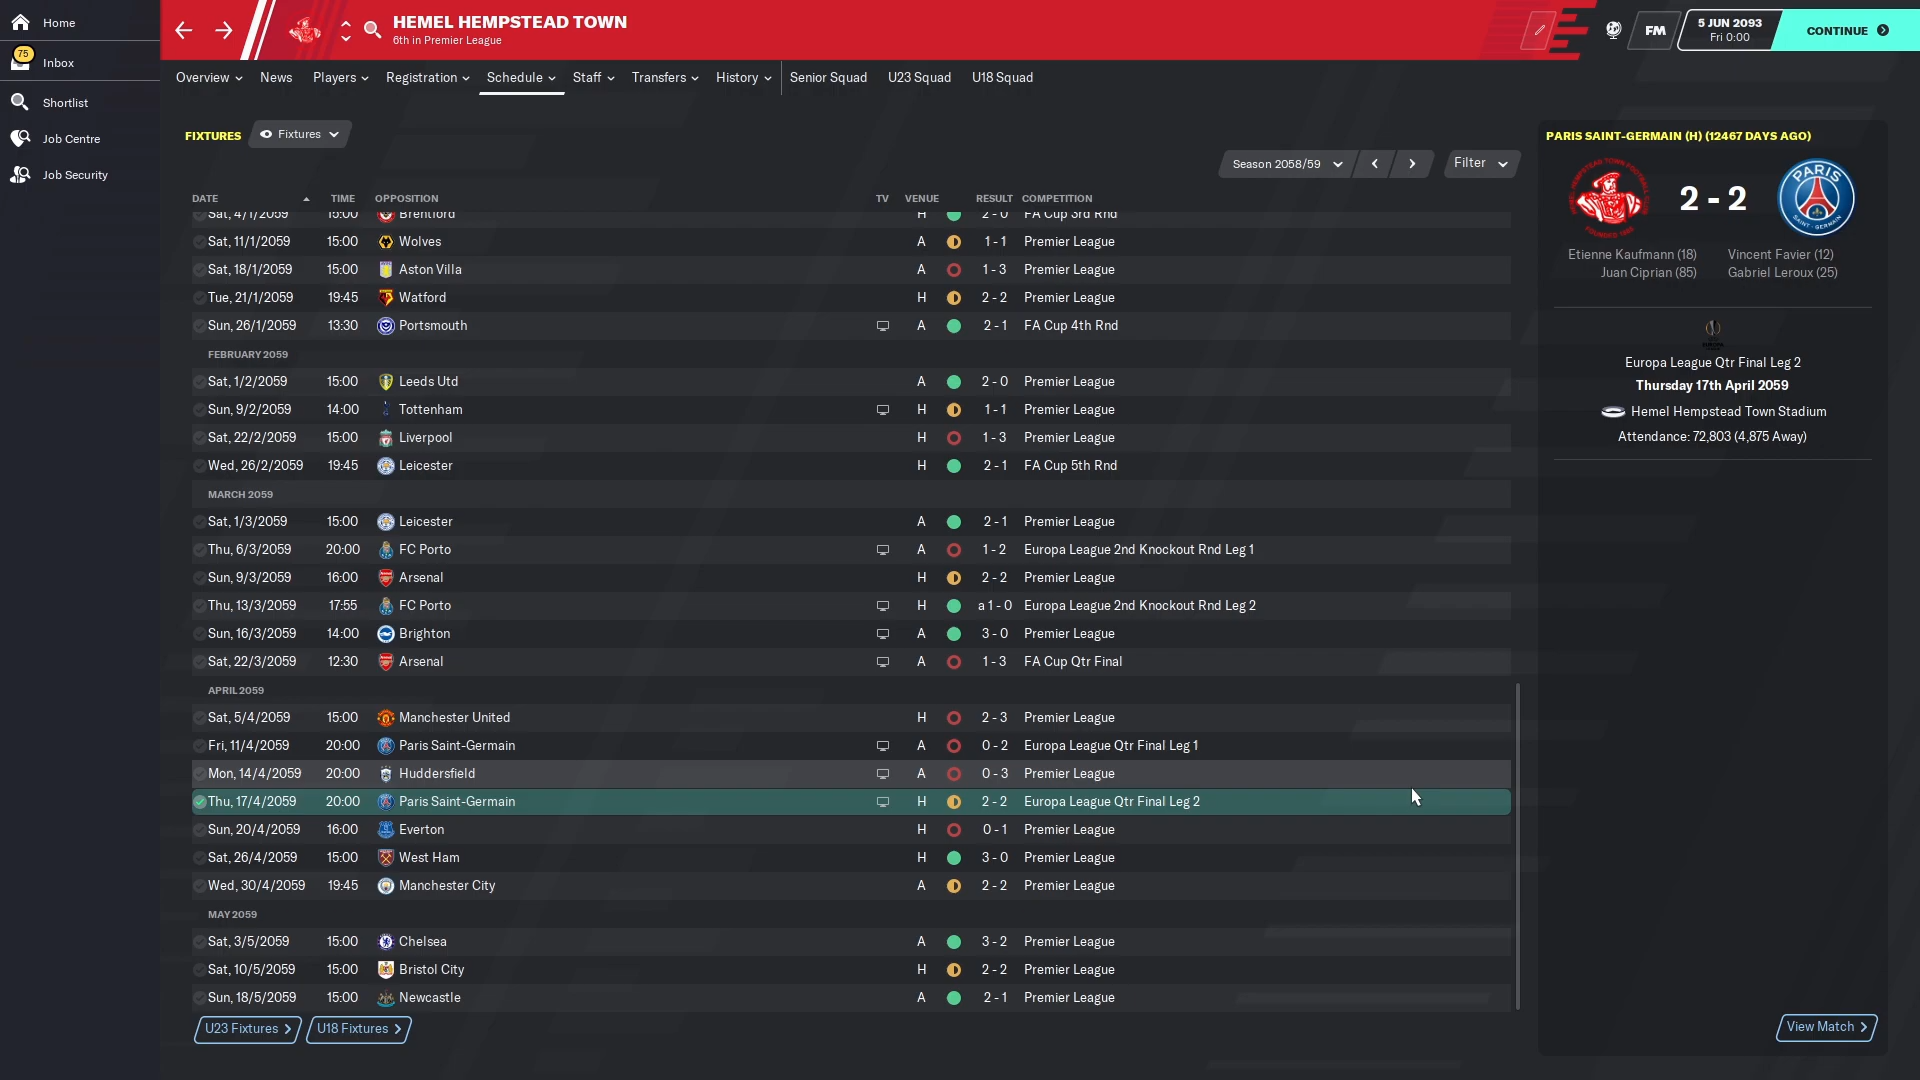 Home
75
Inbox
Shortlist
Job Centre
Job Security
HEMEL HEMPSTEAD TOWN
6th in Premier League
FM
5 JUN 2093
Fri 0:00
CONTINUE
Overview News Players Registration Schedule Staff Transfers History Senior Squad U23 Squad U18 Squad
FIXTURES Fixtures
Season 2058/59 Filter
DATE TIME OPPOSITION TV VENUE RESULT COMPETITION
Sat, 4/1/2059 15:00 Brentford H 2 - 0 FA Cup 3rd Rnd
Sat, 11/1/2059 15:00 Wolves A 1 - 1 Premier League
Sat, 18/1/2059 15:00 Aston Villa A 1 - 3 Premier League
Tue, 21/1/2059 19:45 Watford H 2 - 2 Premier League
Sun, 26/1/2059 13:30 Portsmouth A 2 - 1 FA Cup 4th Rnd
FEBRUARY 2059
Sat, 1/2/2059 15:00 Leeds Utd A 2 - 0 Premier League
Sun, 9/2/2059 14:00 Tottenham H 1 - 1 Premier League
Sat, 22/2/2059 15:00 Liverpool H 1 - 3 Premier League
Wed, 26/2/2059 19:45 Leicester H 2 - 1 FA Cup 5th Rnd
MARCH 2059
Sat, 1/3/2059 15:00 Leicester A 2 - 1 Premier League
Thu, 6/3/2059 20:00 FC Porto A 1 - 2 Europa League 2nd Knockout Rnd Leg 1
Sun, 9/3/2059 16:00 Arsenal H 2 - 2 Premier League
Thu, 13/3/2059 17:55 FC Porto H a 1 - 0 Europa League 2nd Knockout Rnd Leg 2
Sun, 16/3/2059 14:00 Brighton A 3 - 0 Premier League
Sat, 22/3/2059 12:30 Arsenal A 1 - 3 FA Cup Qtr Final
APRIL 2059
Sat, 5/4/2059 15:00 Manchester United H 2 - 3 Premier League
Fri, 11/4/2059 20:00 Paris Saint-Germain A 0 - 2 Europa League Qtr Final Leg 1
Mon, 14/4/2059 20:00 Huddersfield A 0 - 3 Premier League
Thu, 17/4/2059 20:00 Paris Saint-Germain H 2 - 2 Europa League Qtr Final Leg 2
Sun, 20/4/2059 16:00 Everton H 0 - 1 Premier League
Sat, 26/4/2059 15:00 West Ham H 3 - 0 Premier League
Wed, 30/4/2059 19:45 Manchester City A 2 - 2 Premier League
MAY 2059
Sat, 3/5/2059 15:00 Chelsea A 3 - 2 Premier League
Sat, 10/5/2059 15:00 Bristol City H 2 - 2 Premier League
Sun, 18/5/2059 15:00 Newcastle A 2 - 1 Premier League
U23 Fixtures U18 Fixtures
PARIS SAINT-GERMAIN (H) (12467 DAYS AGO)
2 - 2
PARIS
SAINT-GERMAIN
Etienne Kaufmann (18) Vincent Favier (12)
Juan Ciprian (85) Gabriel Leroux (25)
Europa League Qtr Final Leg 2
Thursday 17th April 2059
Hemel Hempstead Town Stadium
Attendance: 72,803 (4,875 Away)
View Match